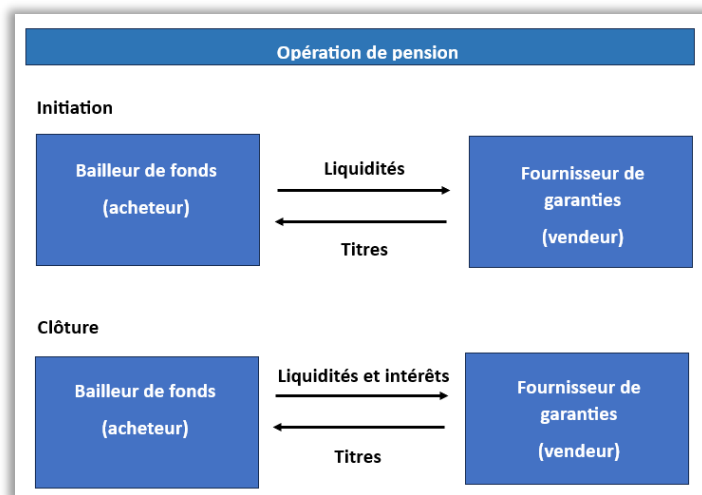 Opération de pension
Initiation
Bailleur de fonds
(acheteur)
Liquidités
Titres
Fournisseur de
garanties
(vendeur)
Clôture
Bailleur de fonds
(acheteur)
Liquidités et intérêts
Titres
Fournisseur de
garanties
(vendeur)